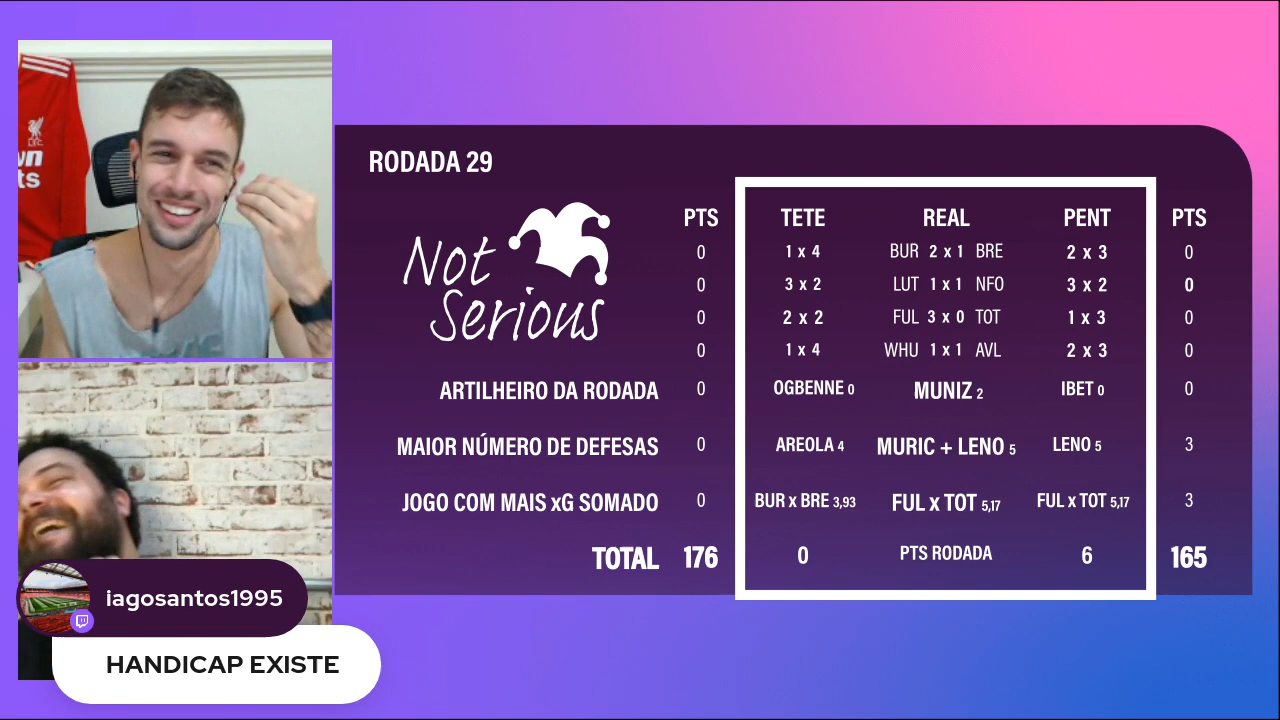 RODADA 29
Not
Serious
PTS TETE REAL PENT PTS
0 1 x 4 BUR 2 x 1 BRE 2 x 3 0
0 3 x 2 LUT 1 x 1 NFO 3 x 2 0
0 2 x 2 FUL 3 x 0 TOT 1 x 3 0
0 1 x 4 WHU 1 x 1 AVL 2 x 3 0
ARTILHEIRO DA RODADA 0 OGBENNE 0 MUNIZ 2 IBET 0 0
MAIOR NÚMERO DE DEFESAS 0 AREOLA 4 MURIC + LENO 5 LENO 5 3
JOGO COM MAIS xG SOMADO 0 BUR x BRE 3,93 FUL x TOT 5,17 FUL x TOT 5,17 3
TOTAL 176 0 PTS RODADA 6 165
iagosantos1995
HANDICAP EXISTE